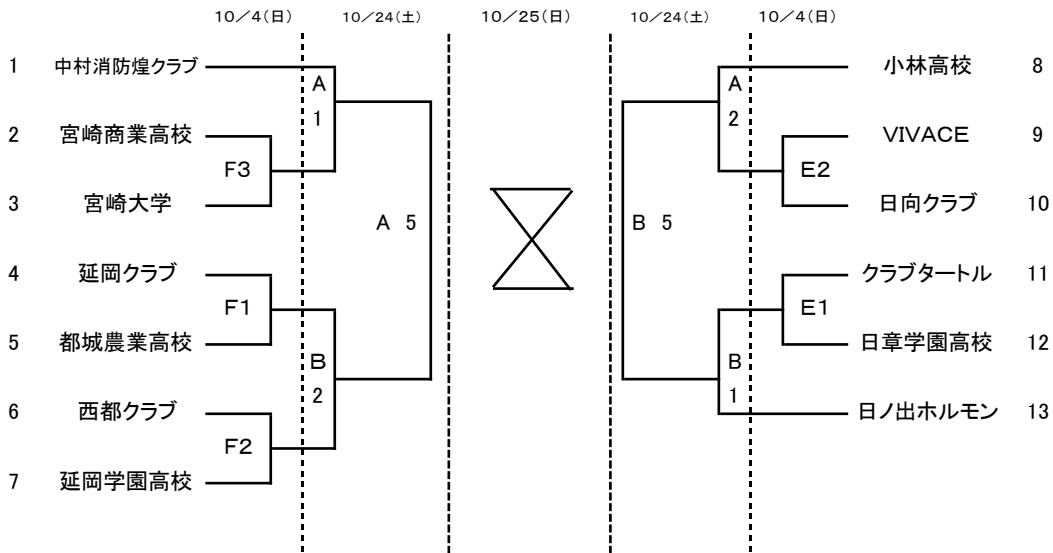 10/4(日) 10/24(土) 10/25(日) 10/24(土) 10/4(日)
1 中村消防煌クラブ A 1 A 2 小林高校 8
2 宮崎商業高校 F3 E2 VIVACE 9
3 宮崎大学 A 5 B 5 日向クラブ 10
4 延岡クラブ F1 E1 クラブタートル 11
5 都城農業高校 B 2 B 1 日章学園高校 12
6 西都クラブ F2 日ノ出ホルモン 13
7 延岡学園高校